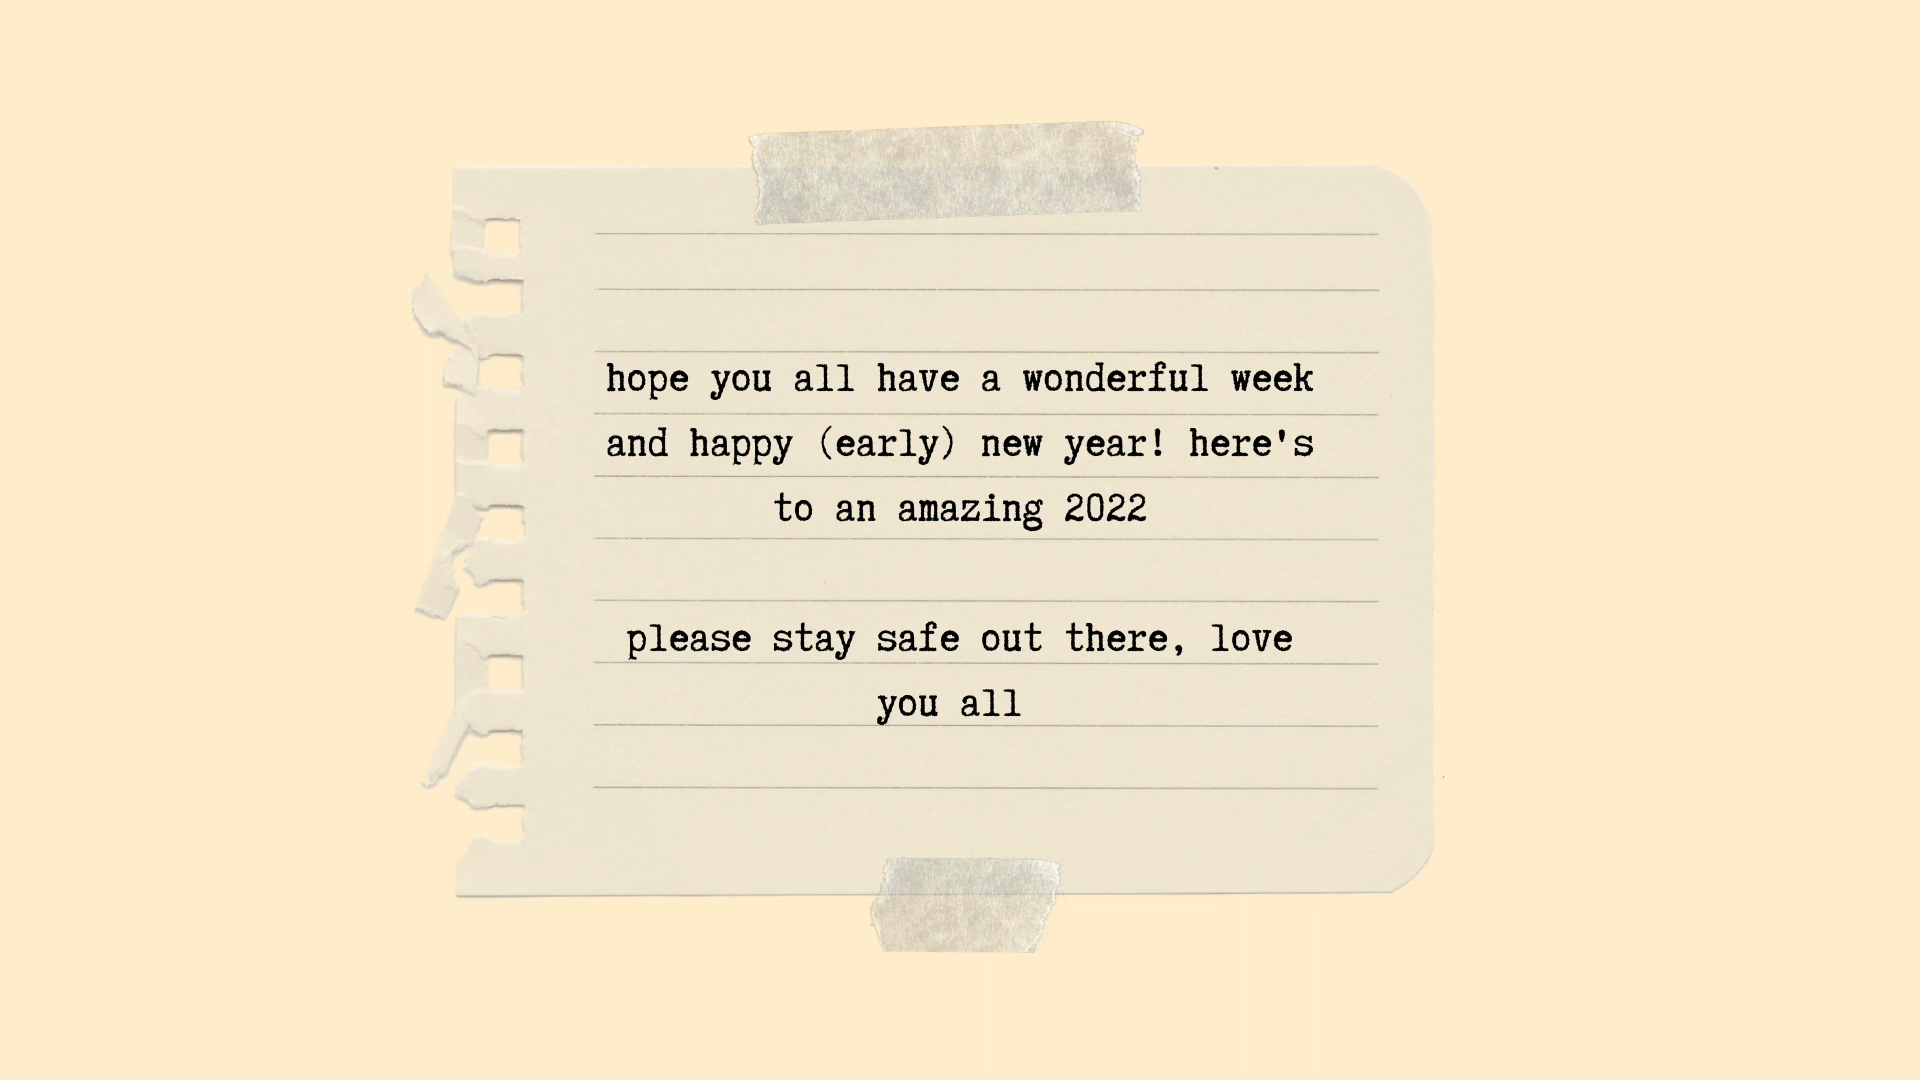 hope you all have a wonderful week
and happy (early) new year! here's
to an amazing 2022
please stay safe out there, love
you all